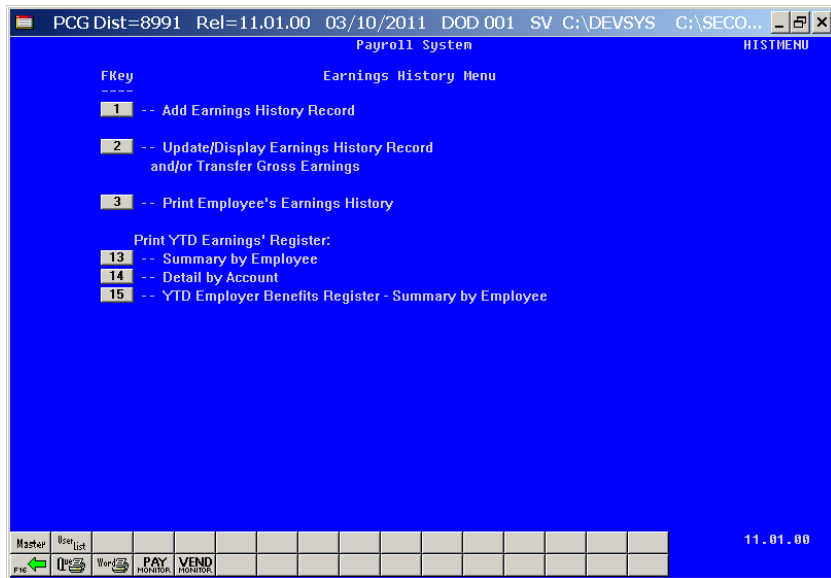 PCG Dist=8991 Rel=11.01.00 03/10/2011 DOD 001 SV C:\DEVSYS C:\SECO...
Payroll System HISTMENU
FKey Earnings History Menu
----
1 -- Add Earnings History Record
2 -- Update/Display Earnings History Record
and/or Transfer Gross Earnings
3 -- Print Employee's Earnings History
Print YTD Earnings' Register:
13 -- Summary by Employee
14 -- Detail by Account
15 -- YTD Employer Benefits Register - Summary by Employee
Master User List 11.01.00
F16 Que Word PAY MONITOR VEND MONITOR